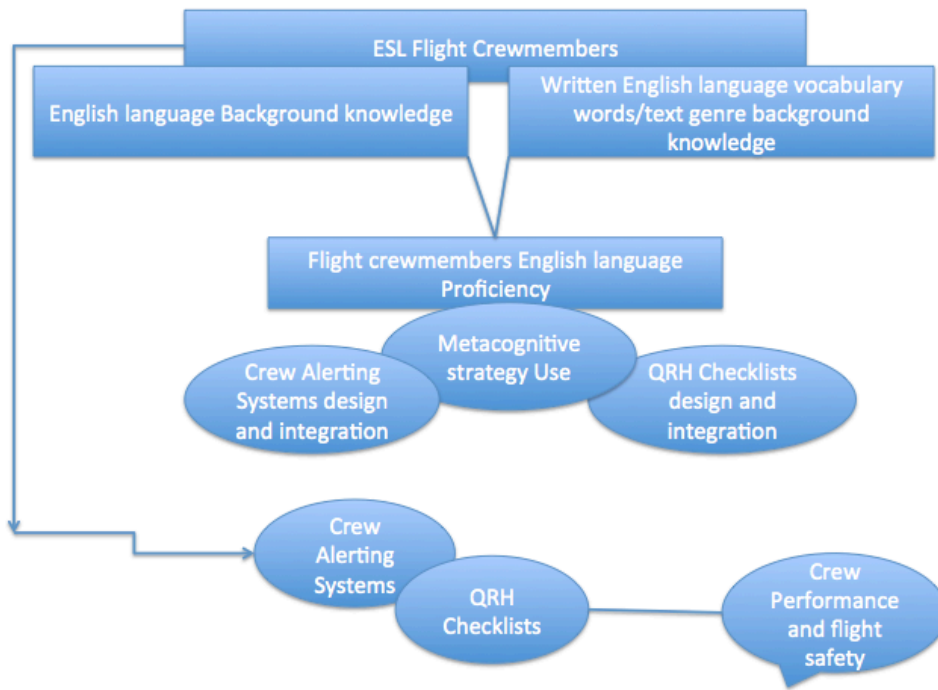 ESL Flight Crewmembers
English language Background knowledge
Written English language vocabulary
words/text genre background
knowledge
Flight crewmembers English language
Proficiency
Metacognitive
strategy Use
Crew Alerting
Systems design
and integration
QRH Checklists
design and
integration
Crew
Alerting
Systems
QRH
Checklists
Crew
Performance
and flight
safety